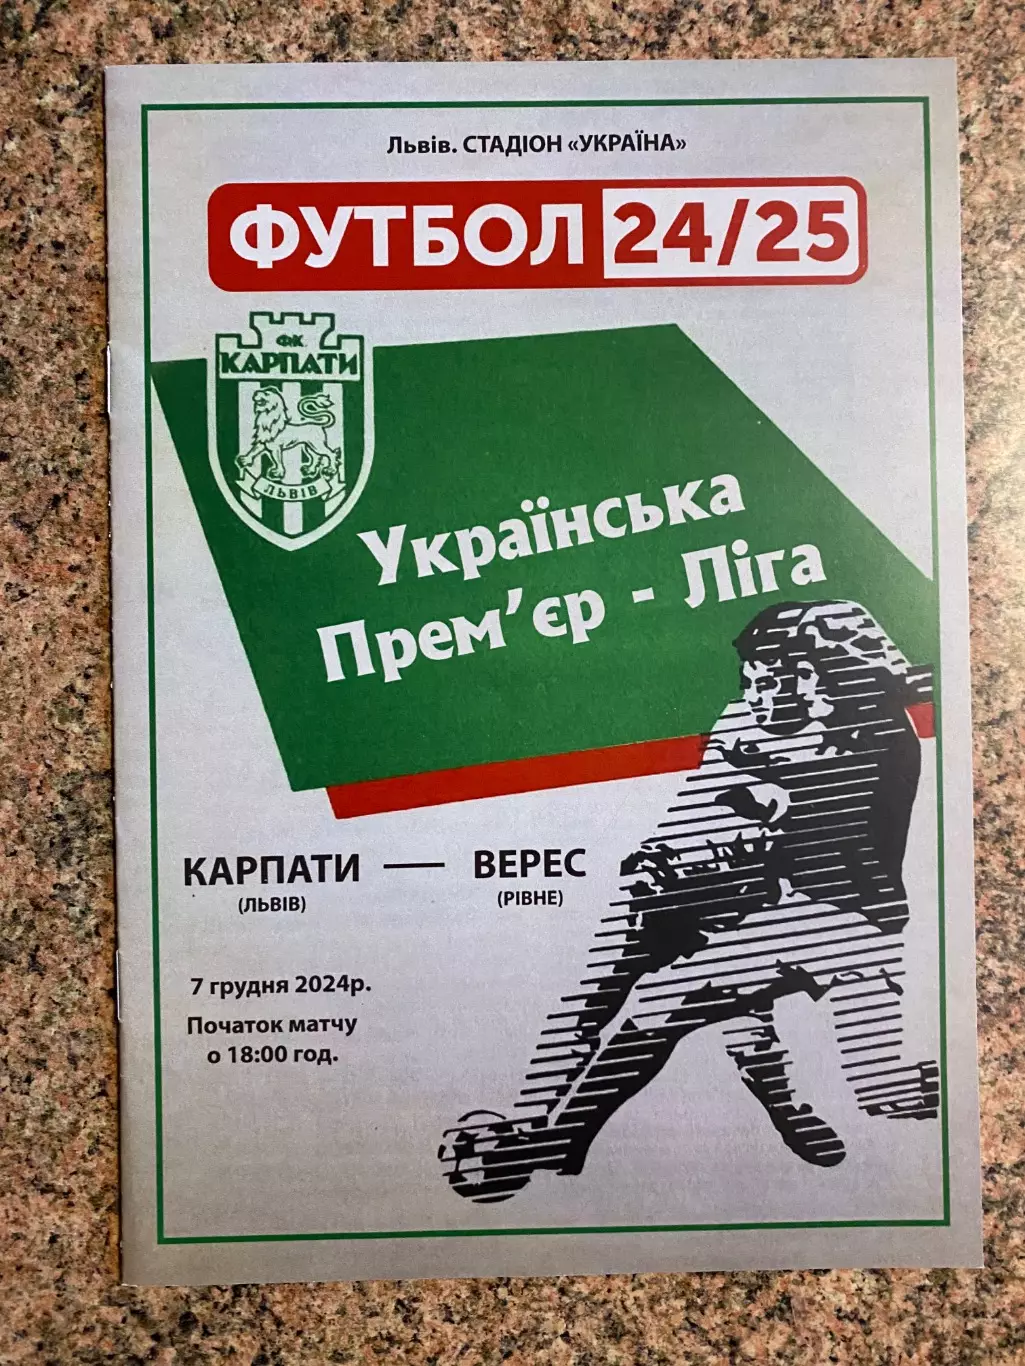 Львів. СТАДІОН «УКРАЇНА»
ФУТБОЛ 24/25
ФК
КАРПАТИ
ЛЬВІВ
Українська
Прем’єр - Ліга
КАРПАТИ — ВЕРЕС
(ЛЬВІВ) (РІВНЕ)
7 грудня 2024р.
Початок матчу
о 18:00 год.